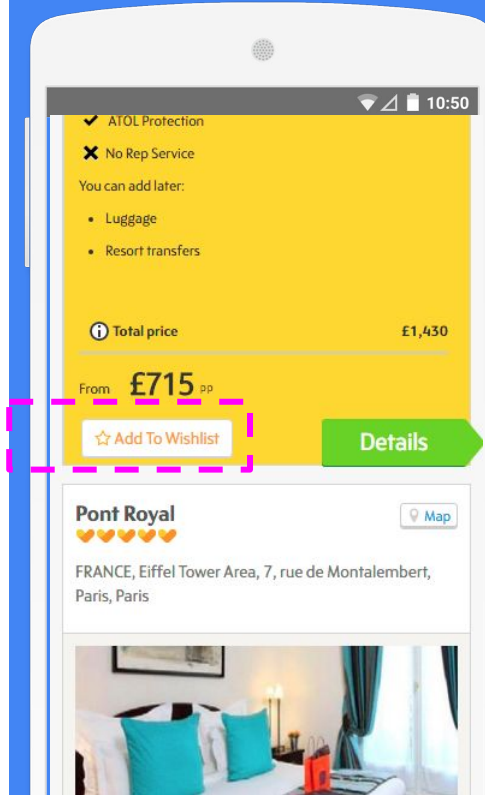 10:50
ATOL Protection
No Rep Service
You can add later:
Luggage
Resort transfers
Total price £1,430
From £715 PP
Add To Wishlist
Details
Pont Royal
Map
FRANCE, Eiffel Tower Area, 7, rue de Montalembert,
Paris, Paris